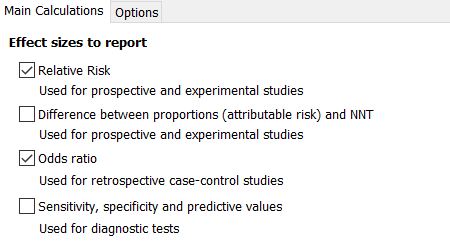 Main Calculations Options
Effect sizes to report
Relative Risk
Used for prospective and experimental studies
Difference between proportions (attributable risk) and NNT
Used for prospective and experimental studies
Odds ratio
Used for retrospective case-control studies
Sensitivity, specificity and predictive values
Used for diagnostic tests